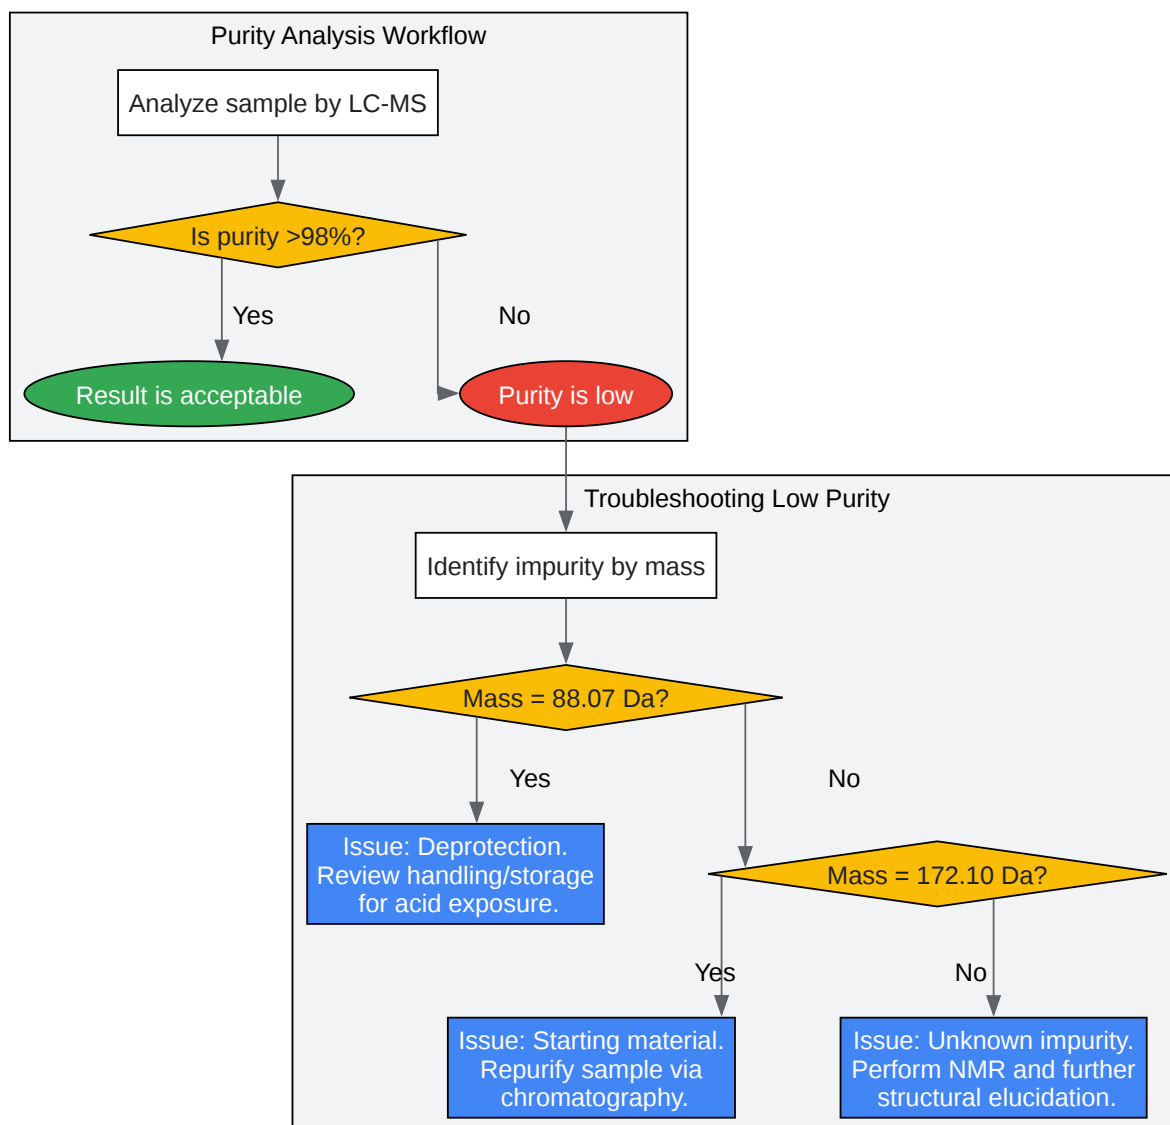 Purity Analysis Workflow
Analyze sample by LC-MS
Is purity >98%?
Yes
No
Result is acceptable
Purity is low
Troubleshooting Low Purity
Identify impurity by mass
Mass = 88.07 Da?
Yes
No
Issue: Deprotection.
Review handling/storage
for acid exposure.
Mass = 172.10 Da?
Yes
No
Issue: Starting material.
Repurify sample via
chromatography.
Issue: Unknown impurity.
Perform NMR and further
structural elucidation.